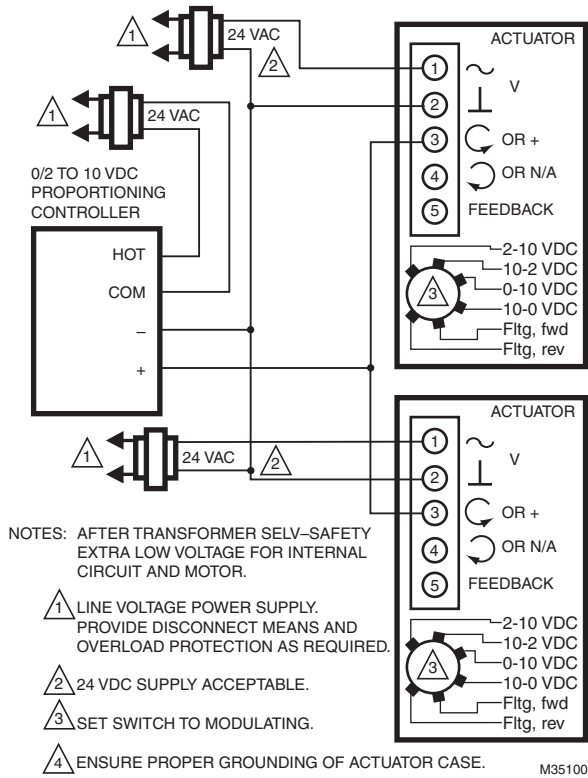 1
24 VAC
2
1
24 VAC
0/2 TO 10 VDC
PROPORTIONING
CONTROLLER
HOT
COM
–
+
ACTUATOR
1
V
2
3 OR +
4 OR N/A
5 FEEDBACK
2-10 VDC
10-2 VDC
0-10 VDC
10-0 VDC
Fltg, fwd
Fltg, rev
3
1
24 VAC
2
ACTUATOR
1
V
2
3 OR +
4 OR N/A
5 FEEDBACK
2-10 VDC
10-2 VDC
0-10 VDC
10-0 VDC
Fltg, fwd
Fltg, rev
3
NOTES: AFTER TRANSFORMER SELV–SAFETY
EXTRA LOW VOLTAGE FOR INTERNAL
CIRCUIT AND MOTOR.
1 LINE VOLTAGE POWER SUPPLY.
PROVIDE DISCONNECT MEANS AND
OVERLOAD PROTECTION AS REQUIRED.
2 24 VDC SUPPLY ACCEPTABLE.
3 SET SWITCH TO MODULATING.
4 ENSURE PROPER GROUNDING OF ACTUATOR CASE.
M35100